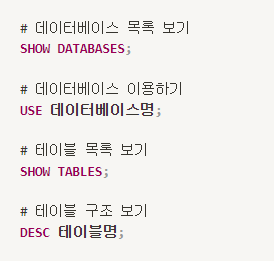 # 데이터베이스 목록 보기
SHOW DATABASES;
# 데이터베이스 이용하기
USE 데이터베이스명;
# 테이블 목록 보기
SHOW TABLES;
# 테이블 구조 보기
DESC 테이블명;